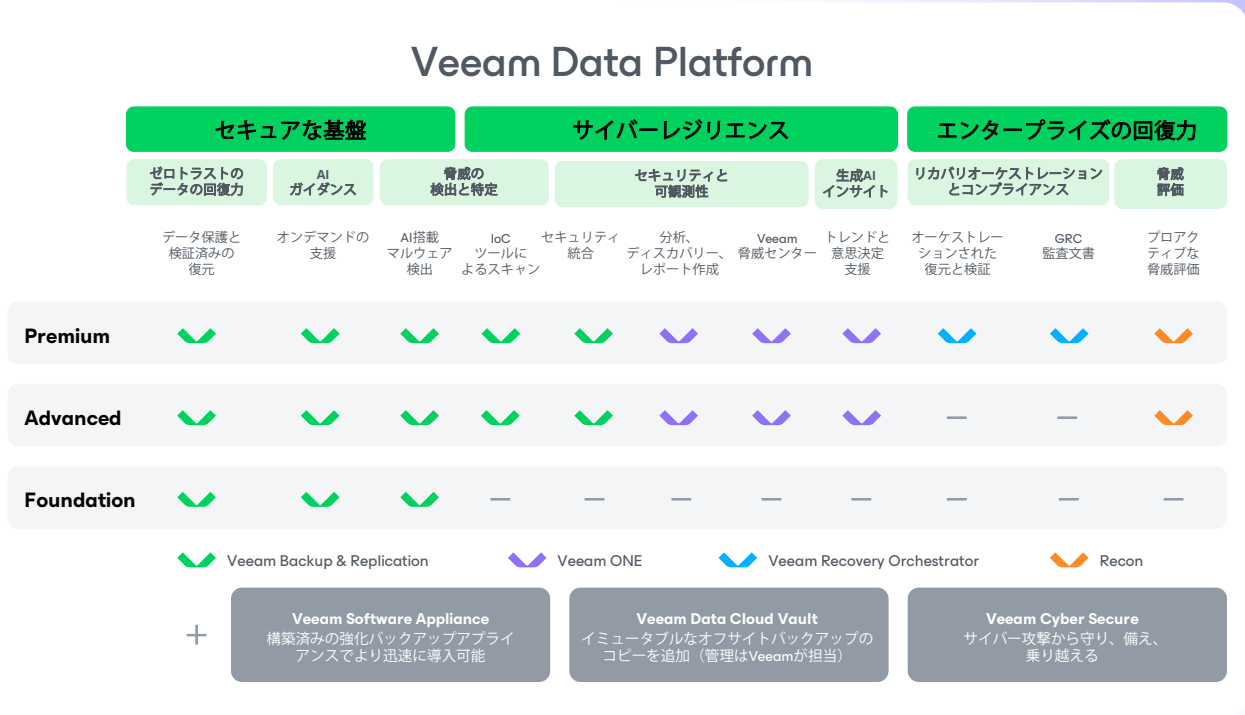 Veeam Data Platform
セキュアな基盤
サイバーレジリエンス
エンタープライズの回復力
ゼロトラストの
データの回復力
AI
ガイダンス
脅威の
検出と特定
セキュリティと
可観測性
生成AI
インサイト
リカバリオーケストレーション
とコンプライアンス
脅威
評価
データ保護と
検証済みの
復元
オンデマンドの
支援
AI搭載
マルウェア
検出
IoC
ツールに
よるスキャン
セキュリティ
統合
分析、
ディスカバリー、
レポート作成
Veeam
脅威センター
トレンドと
意思決定
支援
オーケストレー
ションされた
復元と検証
GRC
監査文書
プロアク
ティブな
脅威評価
Premium
Advanced
— —
Foundation
— — — — — — — —
Veeam Backup & Replication
Veeam ONE
Veeam Recovery Orchestrator
Recon
+
Veeam Software Appliance
構築済みの強化バックアップアプライ
アンスでより迅速に導入可能
Veeam Data Cloud Vault
イミュータブルなオフサイトバックアップの
コピーを追加（管理はVeeamが担当）
Veeam Cyber Secure
サイバー攻撃から守り、備え、
乗り越える